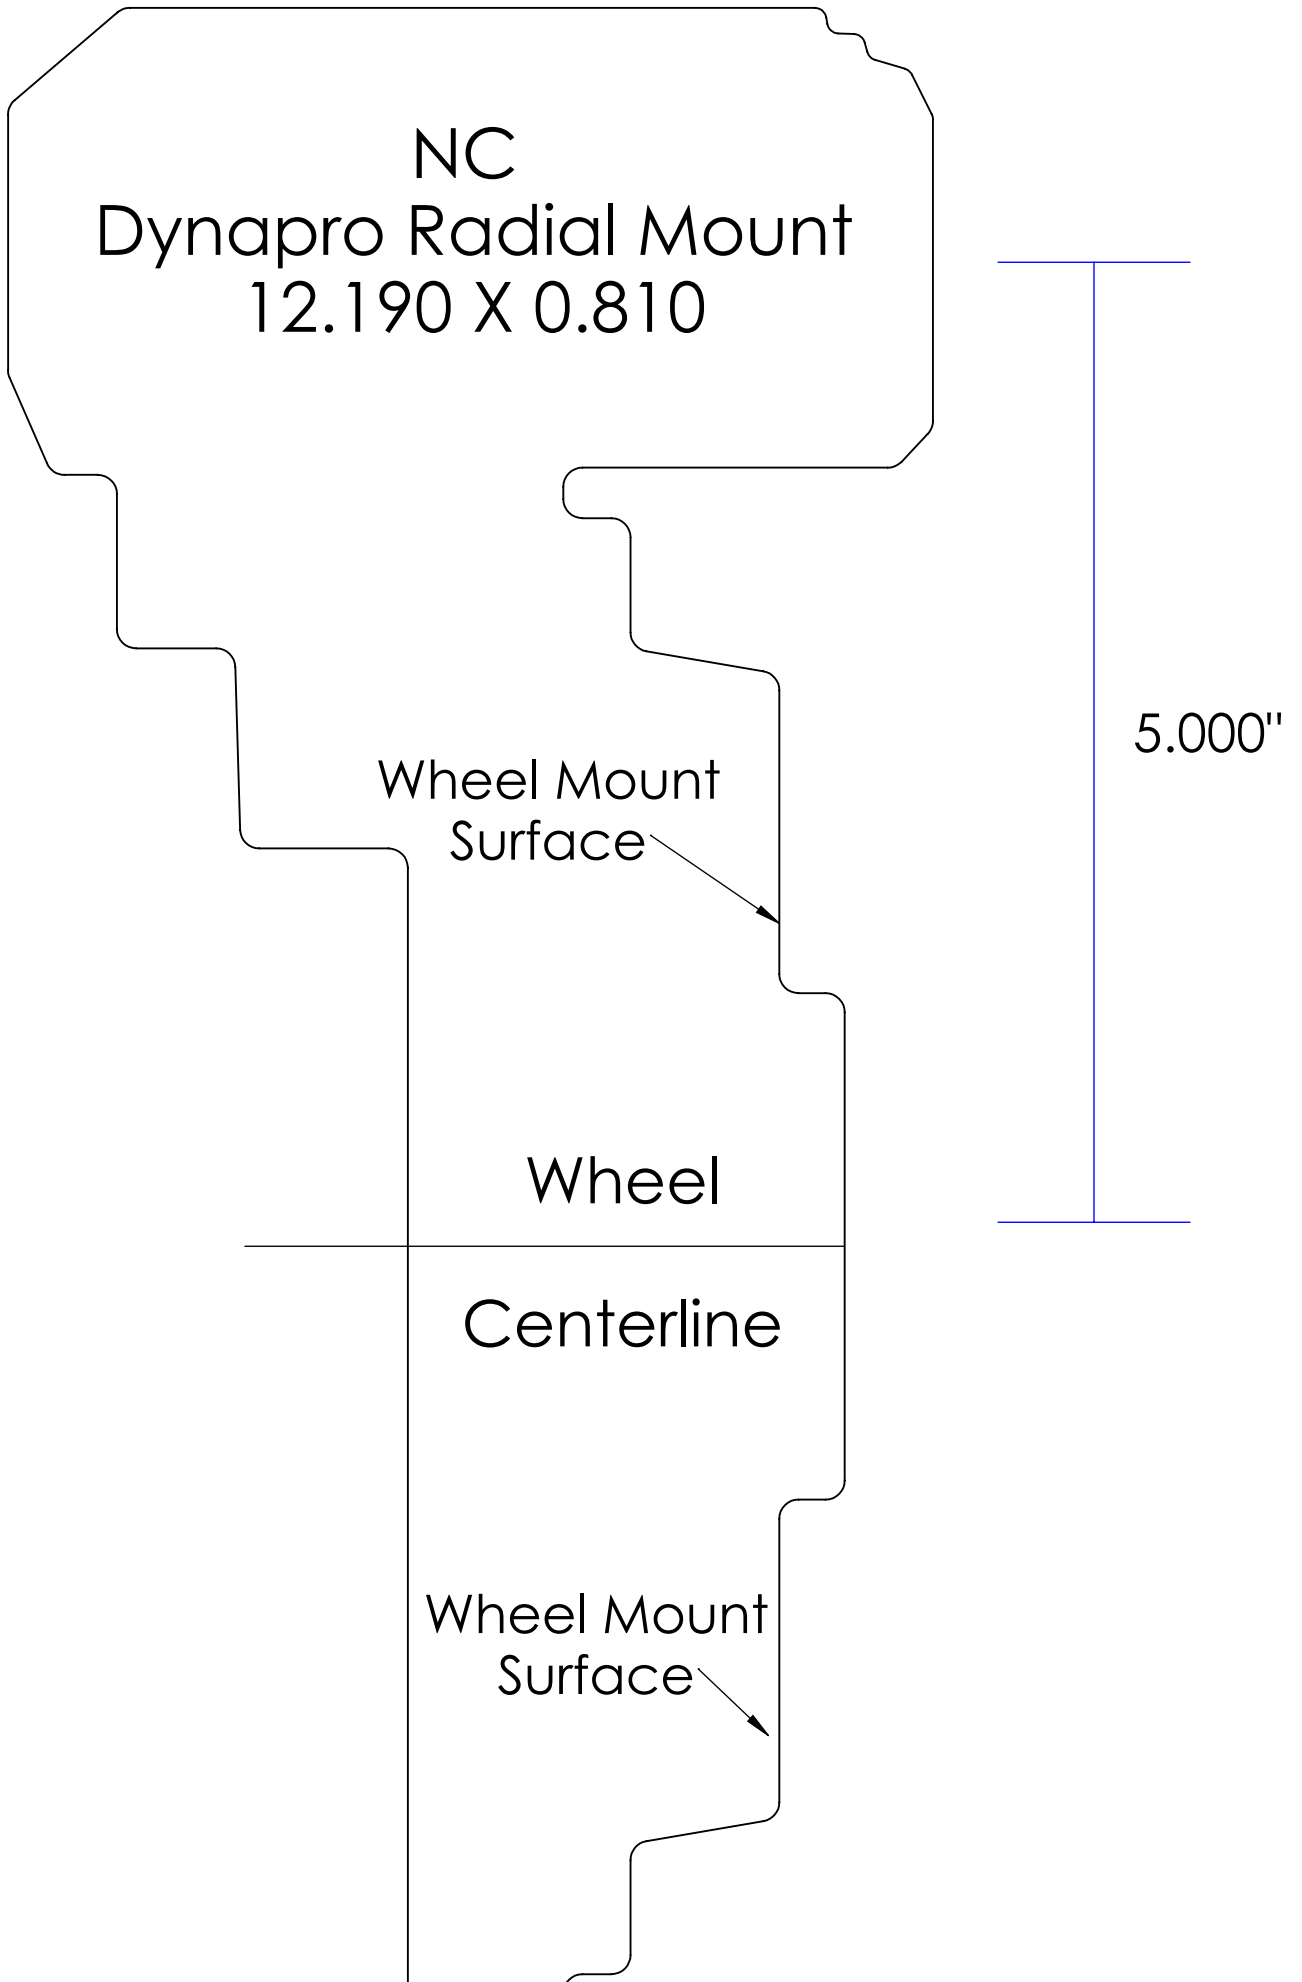 NC
Dynapro Radial Mount
12.190 X 0.810
5.000"
Wheel Mount
Surface
Wheel
Centerline
Wheel Mount
Surface